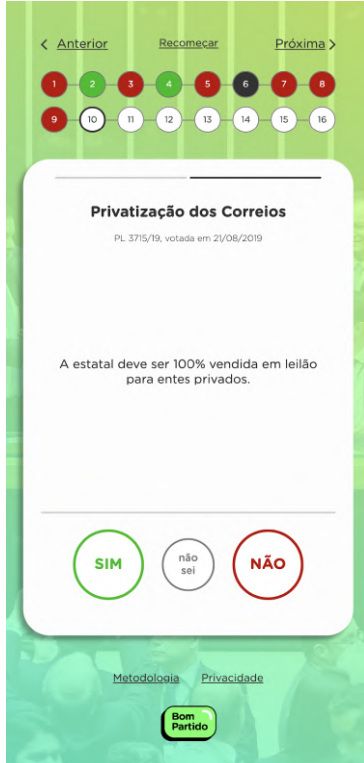 Anterior
Recomeçar
Próxima
1 2 3 4 5 6 7 8
9 10 11 12 13 14 15 16
Privatização dos Correios
PL 3715/19, votada em 21/08/2019
A estatal deve ser 100% vendida em leilão
para entes privados.
SIM
não
sei
NÃO
Metodologia
Privacidade
Bom
Partido